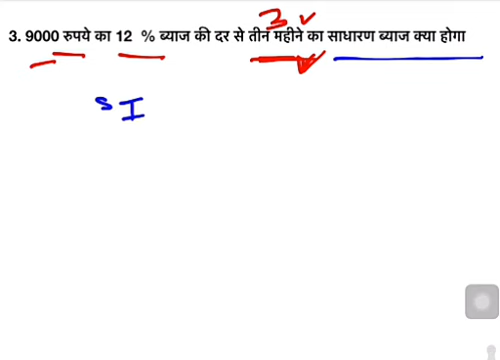 3
3. 9000 रुपये का 12 % ब्याज की दर से तीन महीने का साधारण ब्याज क्या होगा
SI